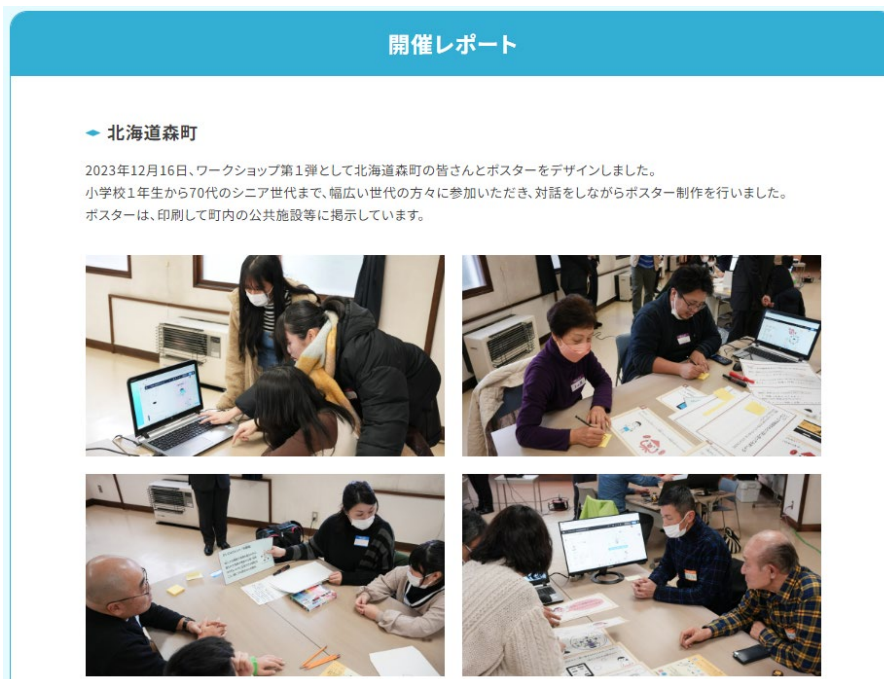 開催レポート
北海道森町
2023年12月16日、ワークショップ第1弾として北海道森町の皆さんとポスターをデザインしました。
小学校1年生から70代のシニア世代まで、幅広い世代の方々に参加いただき、対話をしながらポスター制作を行いました。
ポスターは、印刷して町内の公共施設等に掲示しています。